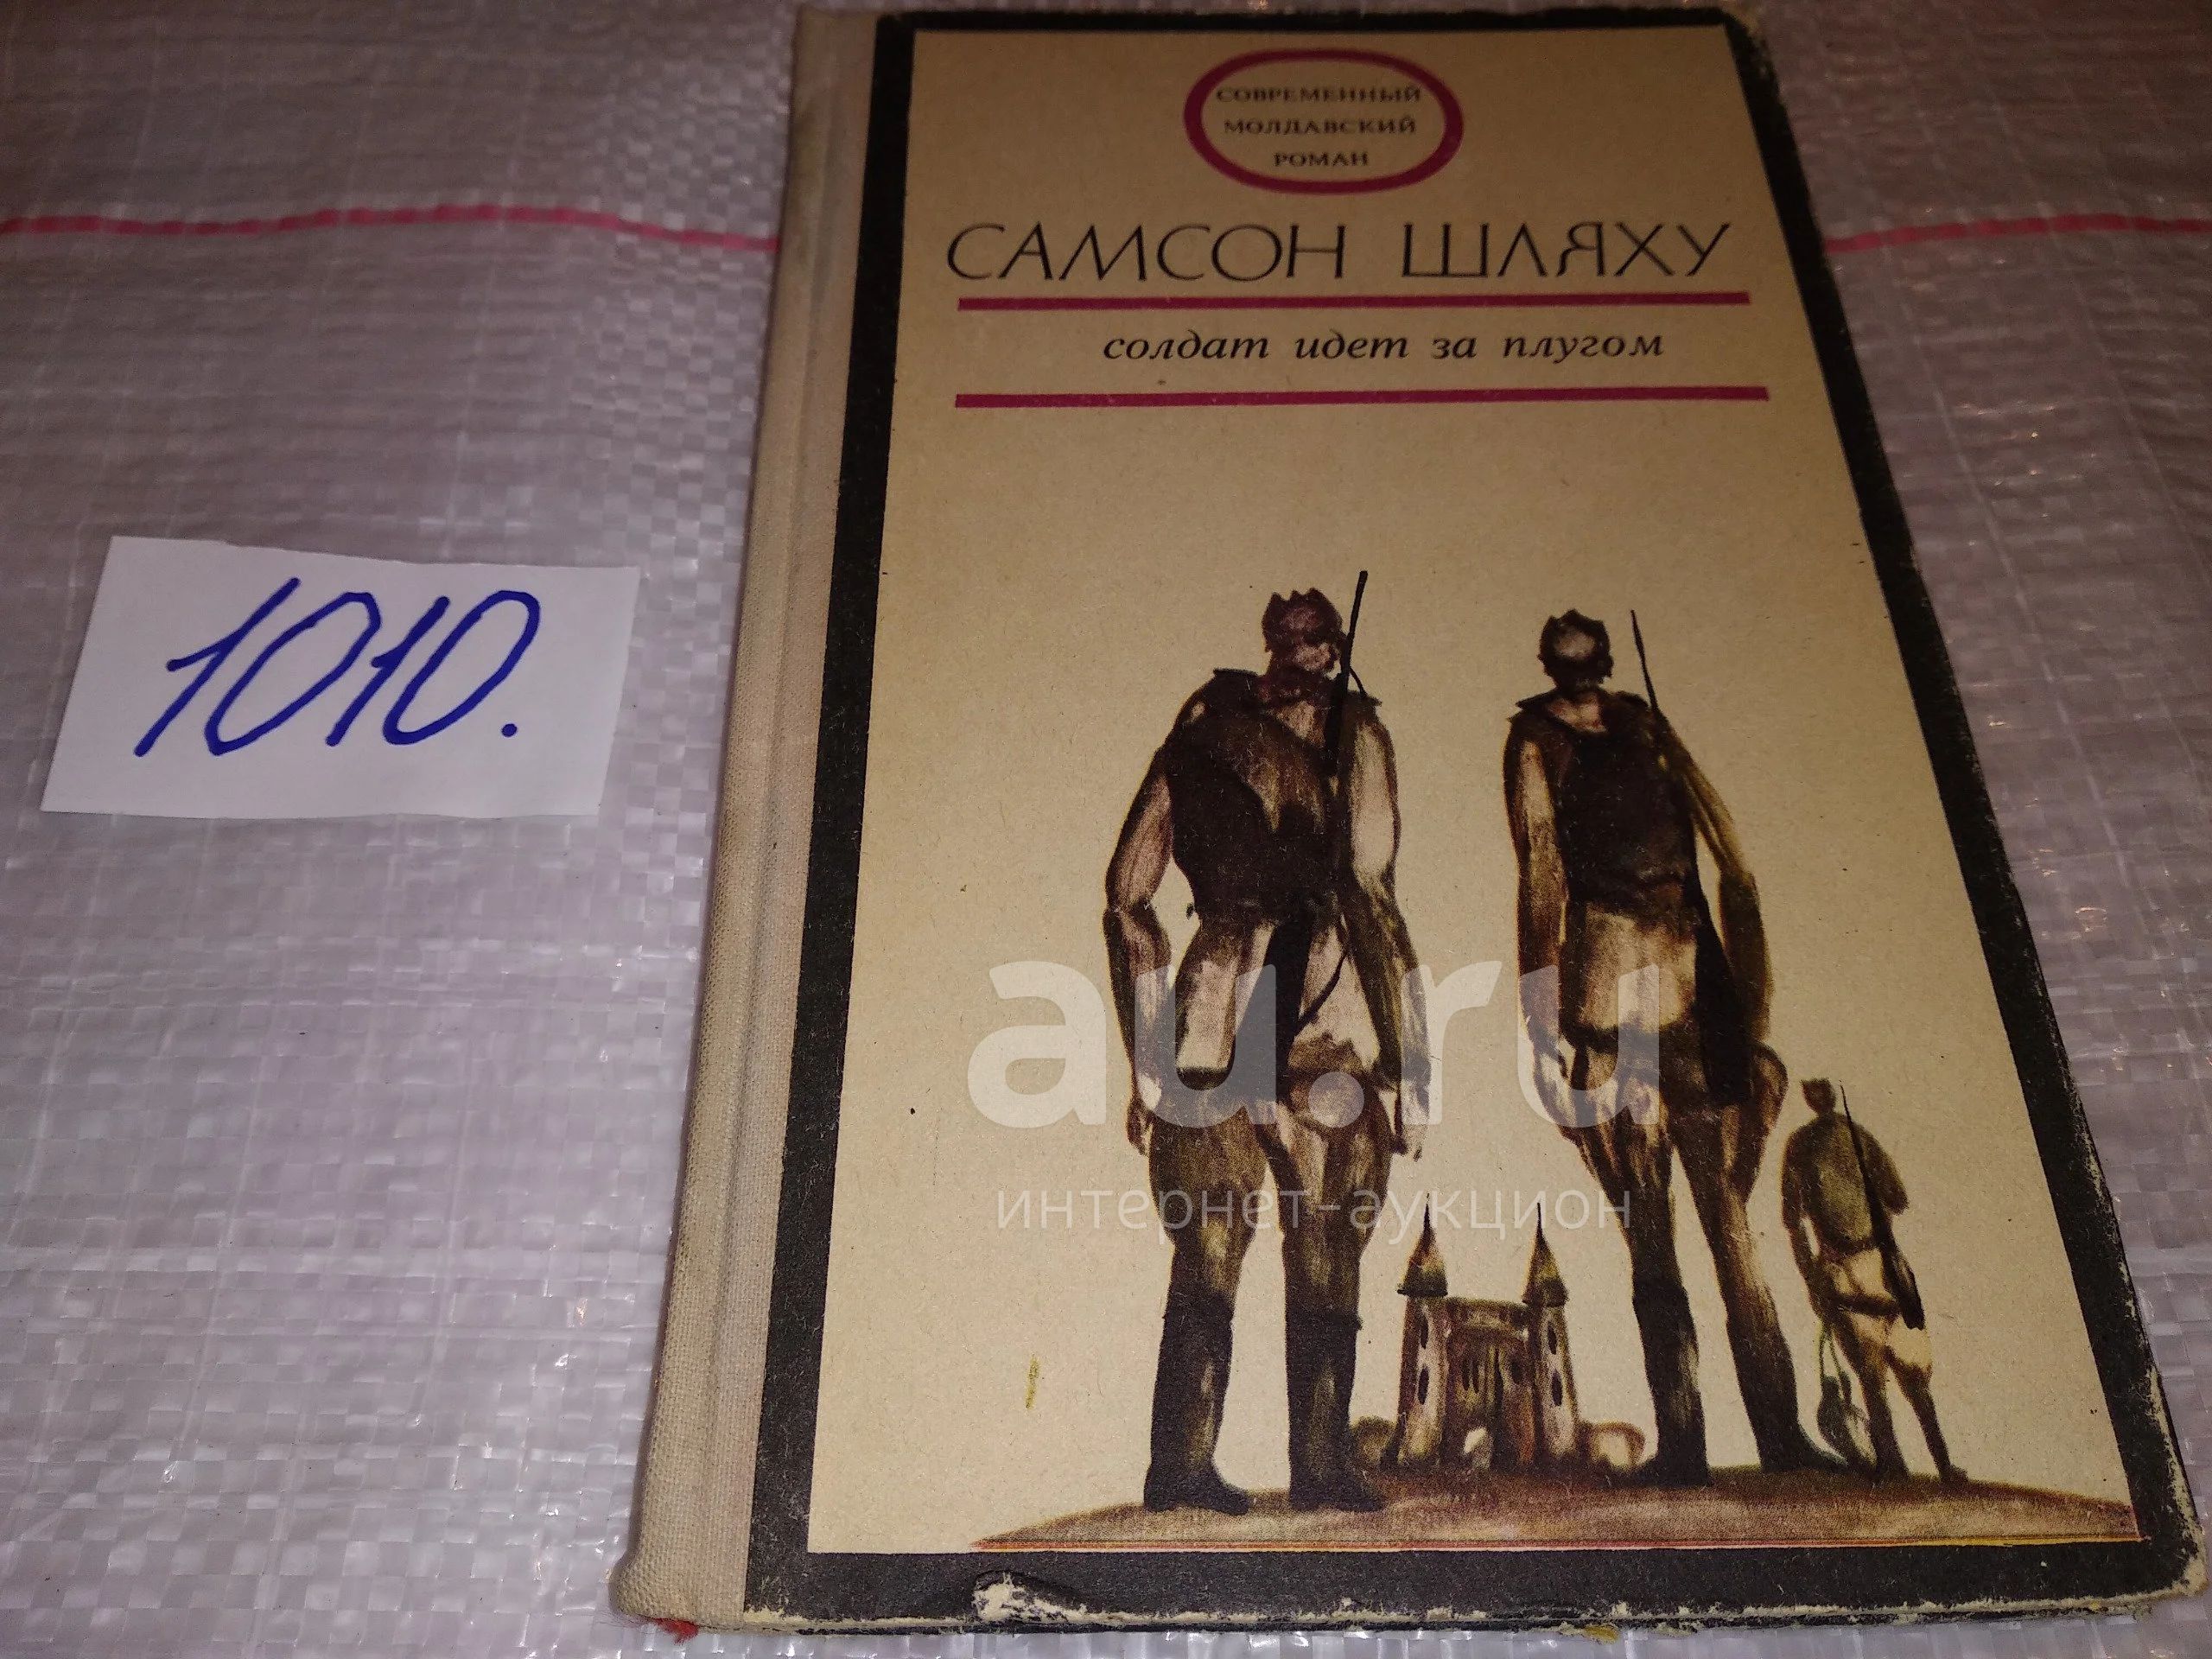 СОВРЕМЕННЫЙ
МОЛДАВСКИЙ
РОМАН
САМСОН ШЛЯХУ
солдат идет за плугом
1010.
au.ru
интернет-аукцион